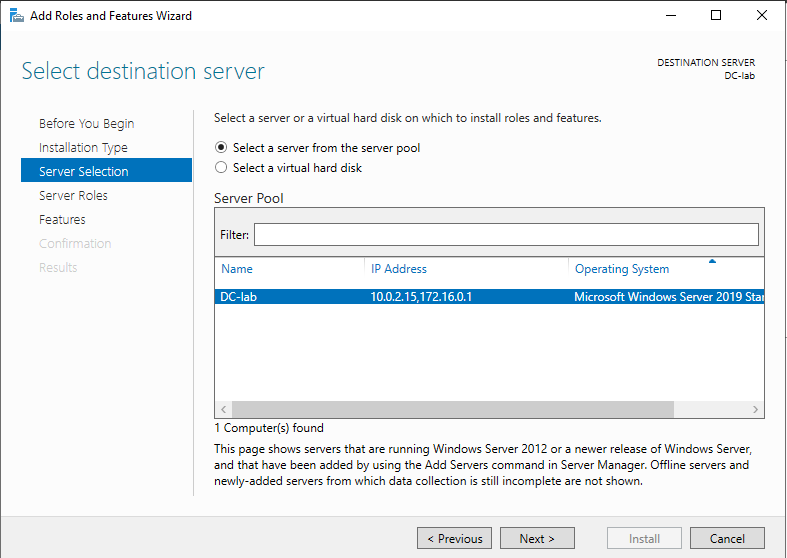 Add Roles and Features Wizard
Select destination server
DESTINATION SERVER
DC-lab
Before You Begin
Installation Type
Server Selection
Server Roles
Features
Confirmation
Results
Select a server or a virtual hard disk on which to install roles and features.
Select a server from the server pool
Select a virtual hard disk
Server Pool
Filter:
Name IP Address Operating System
DC-lab 10.0.2.15,172.16.0.1 Microsoft Windows Server 2019 Star
1 Computer(s) found
This page shows servers that are running Windows Server 2012 or a newer release of Windows Server,
and that have been added by using the Add Servers command in Server Manager. Offline servers and
newly-added servers from which data collection is still incomplete are not shown.
< Previous Next > Install Cancel